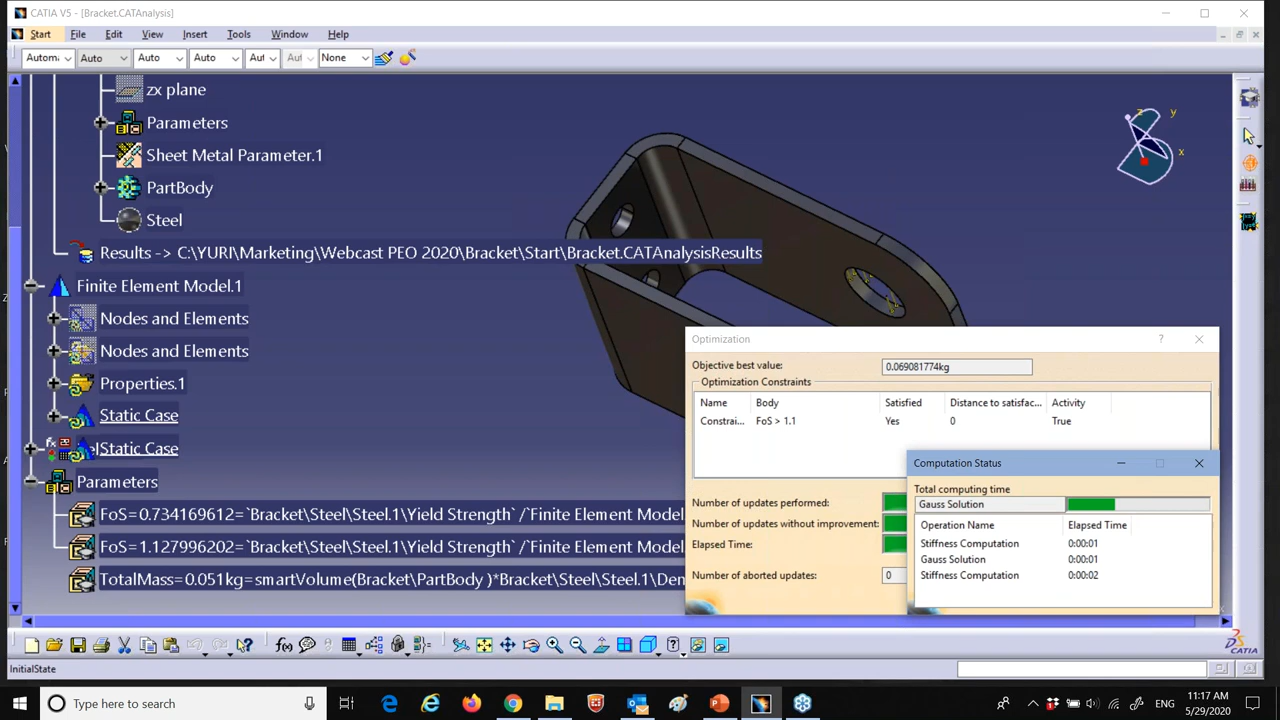 CATIA V5 - [Bracket.CATAnalysis]
Start File Edit View Insert Tools Window Help
Autom Auto Auto Auto Aut Aut None
zx plane
Parameters
Sheet Metal Parameter.1
PartBody
Steel
Results -> C:\YURI\Marketing\Webcast PEO 2020\Bracket\Start\Bracket.CATAnalysisResults
Finite Element Model.1
Nodes and Elements
Nodes and Elements
Properties.1
Static Case
Static Case
Parameters
FoS=0.734169612=`Bracket\Steel\Steel.1\Yield Strength` /`Finite Element Model
FoS=1.127996202=`Bracket\Steel\Steel.1\Yield Strength` /`Finite Element Model
TotalMass=0.051kg=smartVolume(Bracket\PartBody )*Bracket\Steel\Steel.1\Den
z y
x
Optimization
Objective best value: 0.069081774kg
Optimization Constraints
Name Body Satisfied Distance to satisfac... Activity
Constrai... FoS > 1.1 Yes 0 True
Number of updates performed:
Number of updates without improvement:
Elapsed Time:
Number of aborted updates: 0
Computation Status
Total computing time
Gauss Solution
Operation Name Elapsed Time
Stiffness Computation 0:00:01
Gauss Solution 0:00:01
Stiffness Computation 0:00:02
CATIA
InitialState
Type here to search
ENG
11:17 AM
5/29/2020